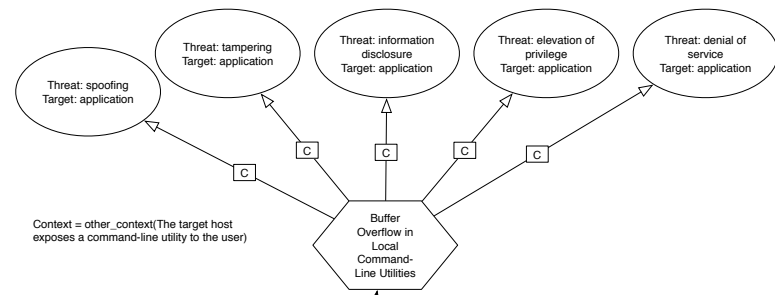 Threat: spoofing
Target: application
Threat: tampering
Target: application
Threat: information
disclosure
Target: application
Threat: elevation of
privilege
Target: application
Threat: denial of
service
Target: application
C
C
C
C
C
Context = other_context(The target host
exposes a command-line utility to the user)
Buffer
Overflow in
Local
Command-
Line Utilities